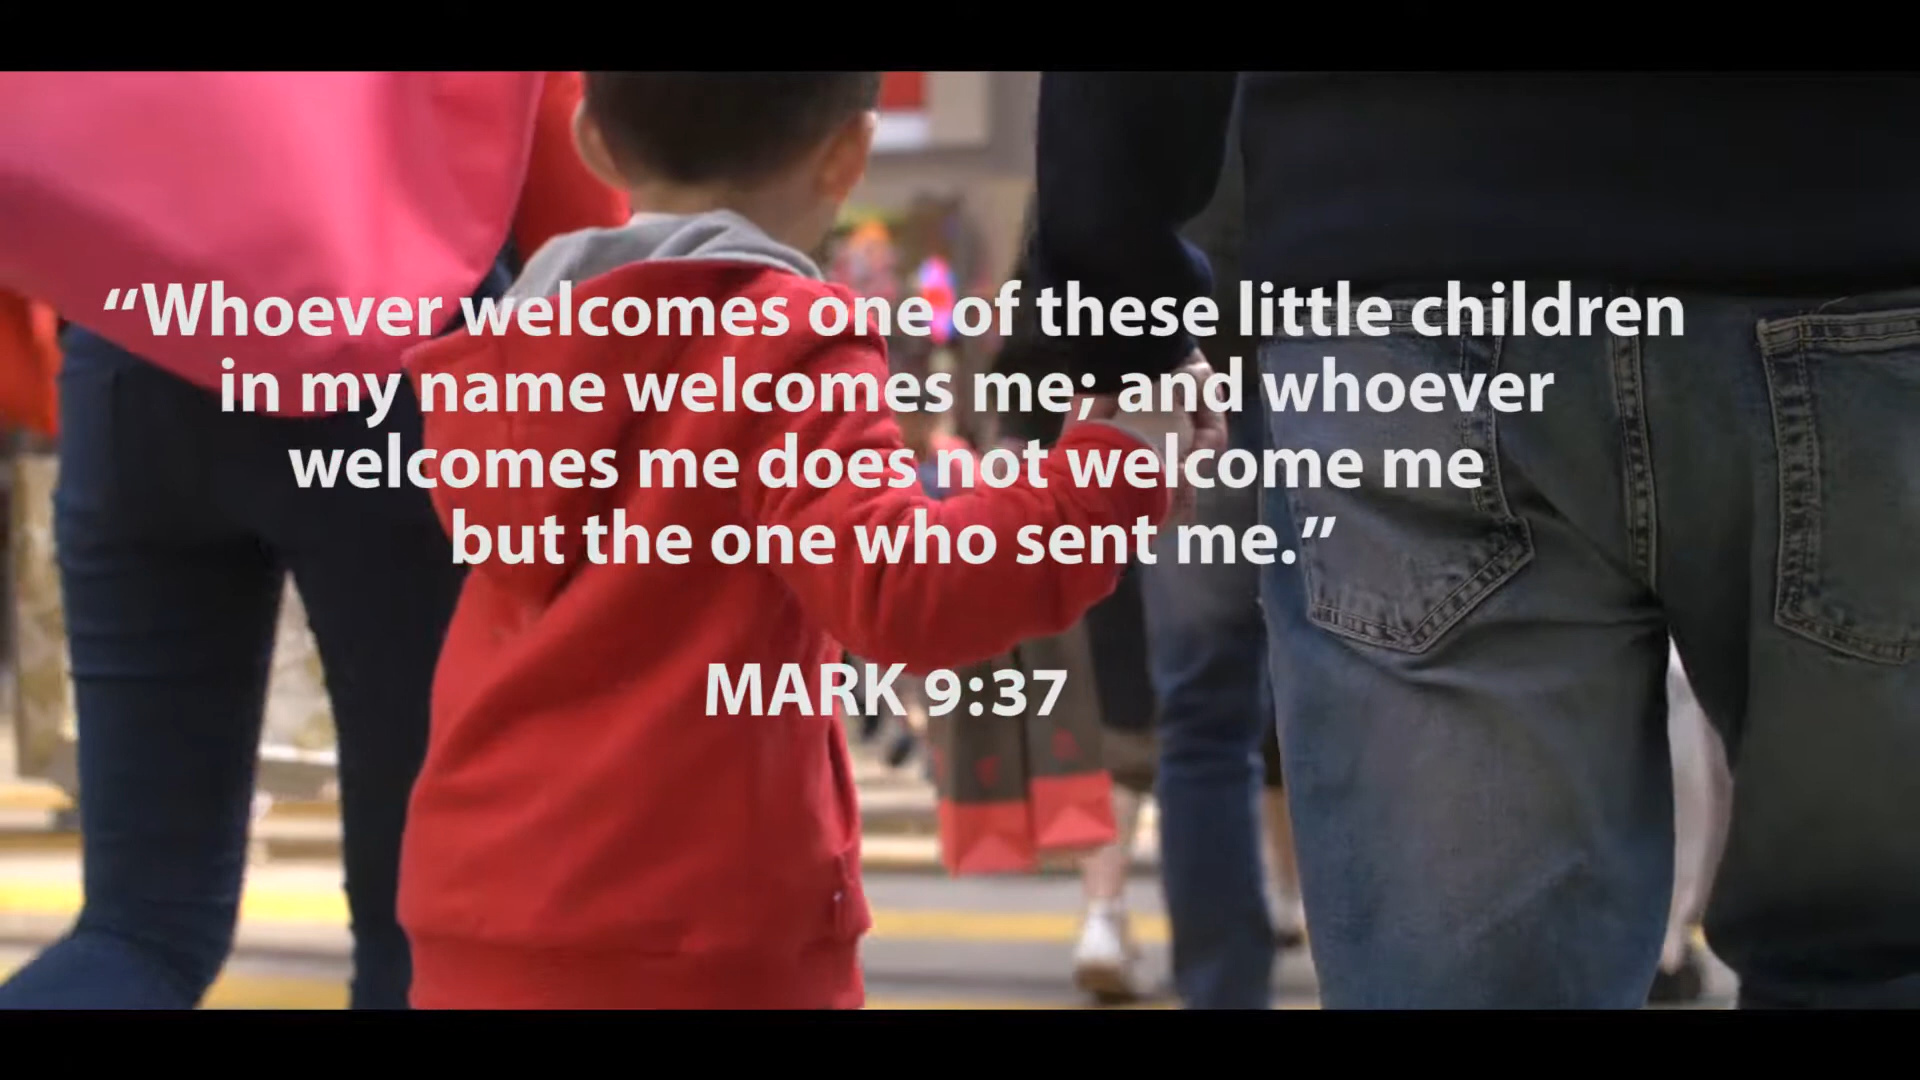 “Whoever welcomes one of these little children
in my name welcomes me; and whoever
welcomes me does not welcome me
but the one who sent me.”
MARK 9:37